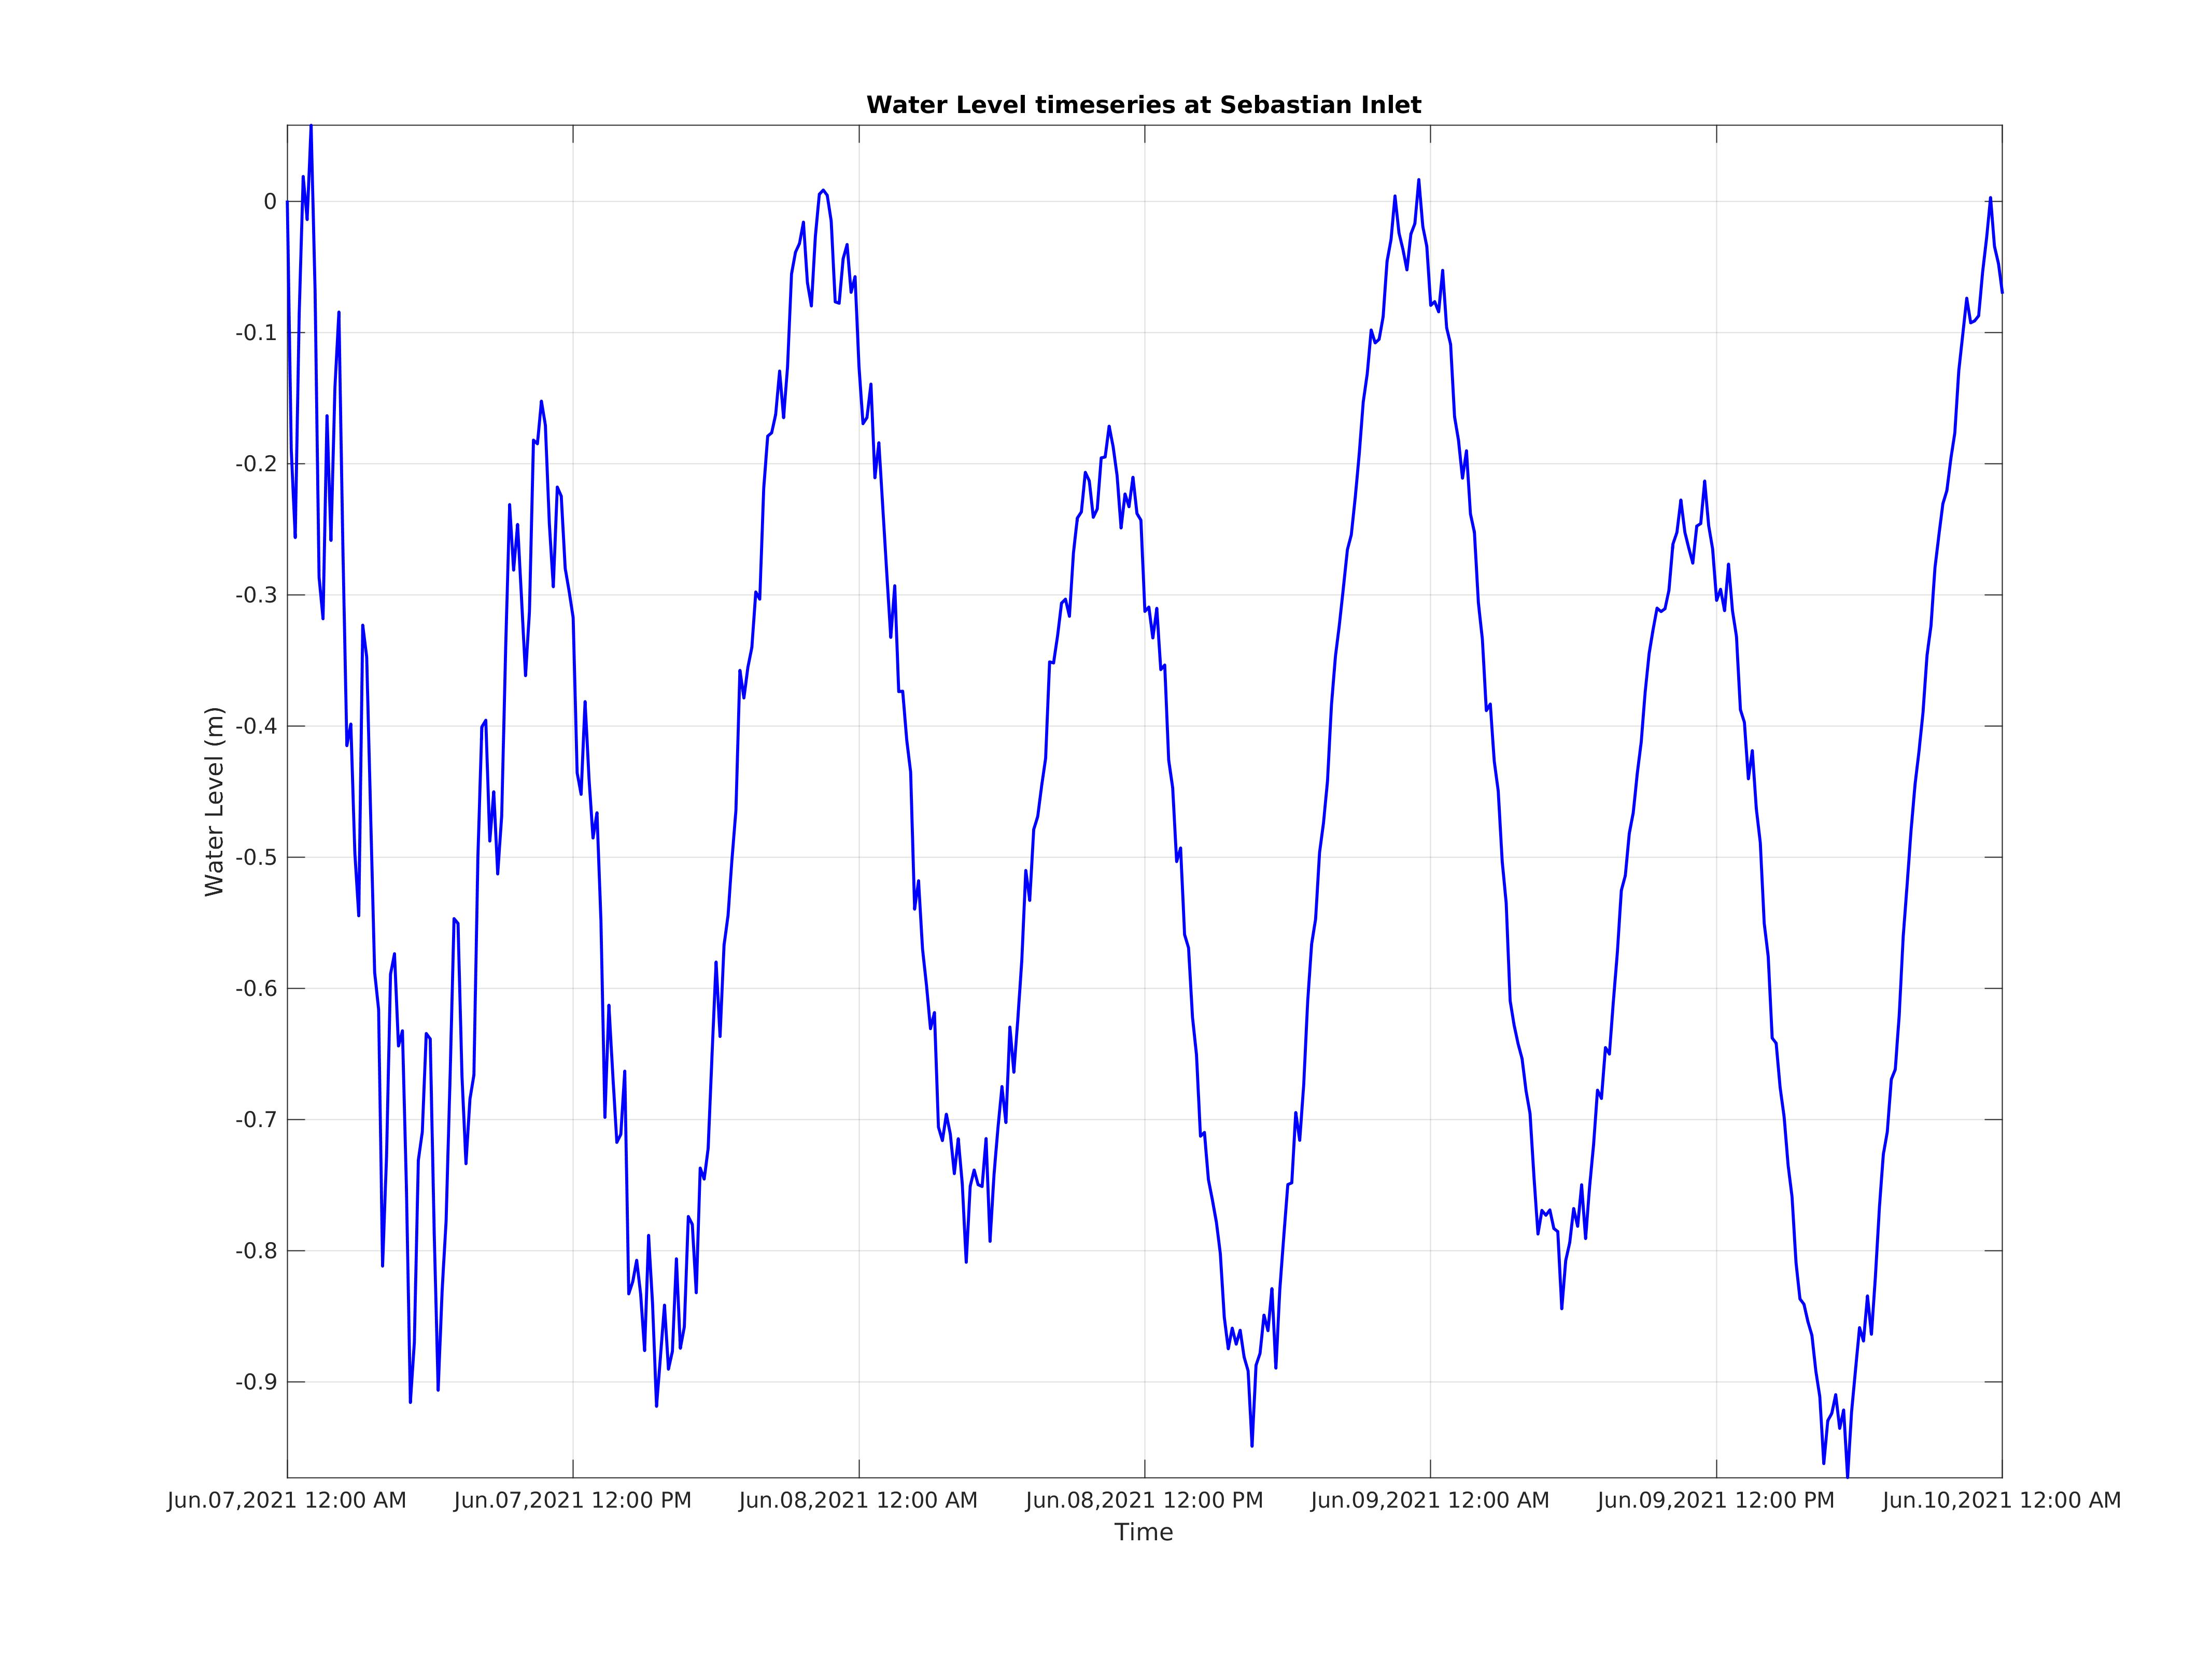 Water Level timeseries at Sebastian Inlet
0
-0.1
-0.2
-0.3
-0.4
-0.5
-0.6
-0.7
-0.8
-0.9
Water Level (m)
Jun.07,2021 12:00 AM Jun.07,2021 12:00 PM Jun.08,2021 12:00 AM Jun.08,2021 12:00 PM Jun.09,2021 12:00 AM Jun.09,2021 12:00 PM Jun.10,2021 12:00 AM
Time